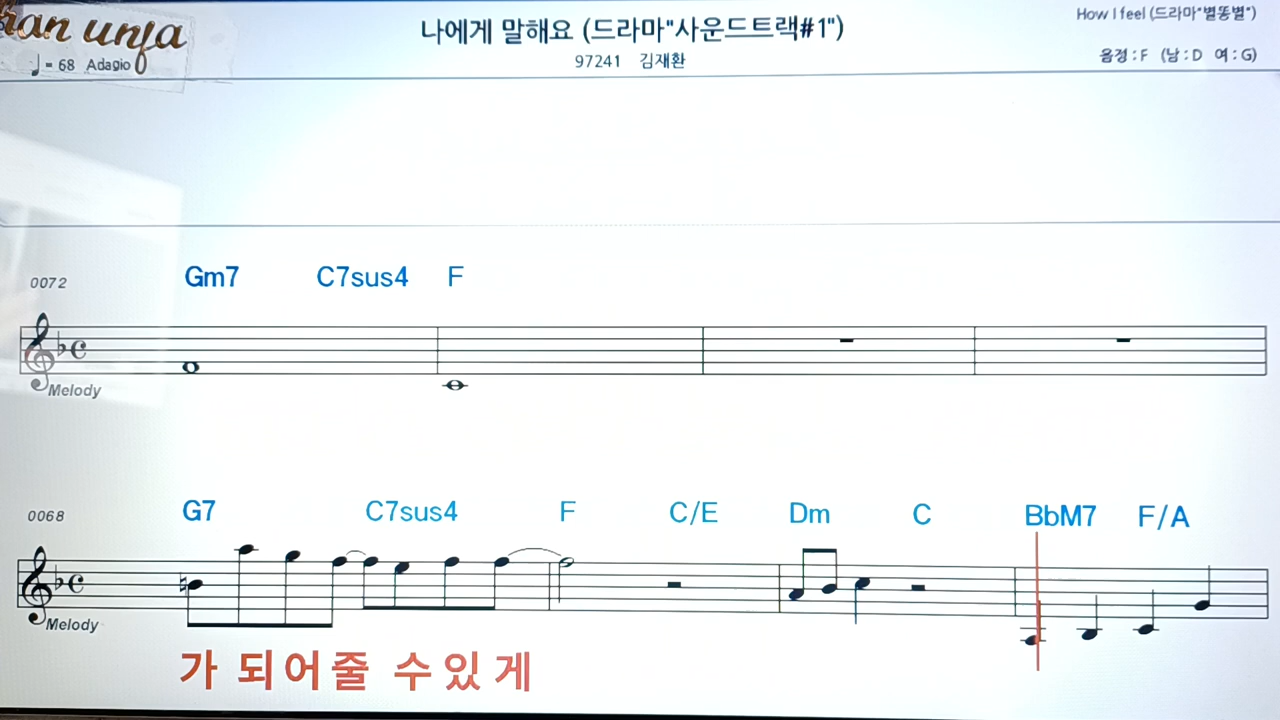 나에게 말해요 (드라마"사운드트랙#1")
How I feel (드라마"별똥별")
han unja
♩= 68 Adagio
97241 김재환
음정 : F (남 : D 여 : G)
0072
Gm7 C7sus4 F
Melody
0068
G7 C7sus4 F C/E Dm C BbM7 F/A
Melody
가 되어줄 수있게